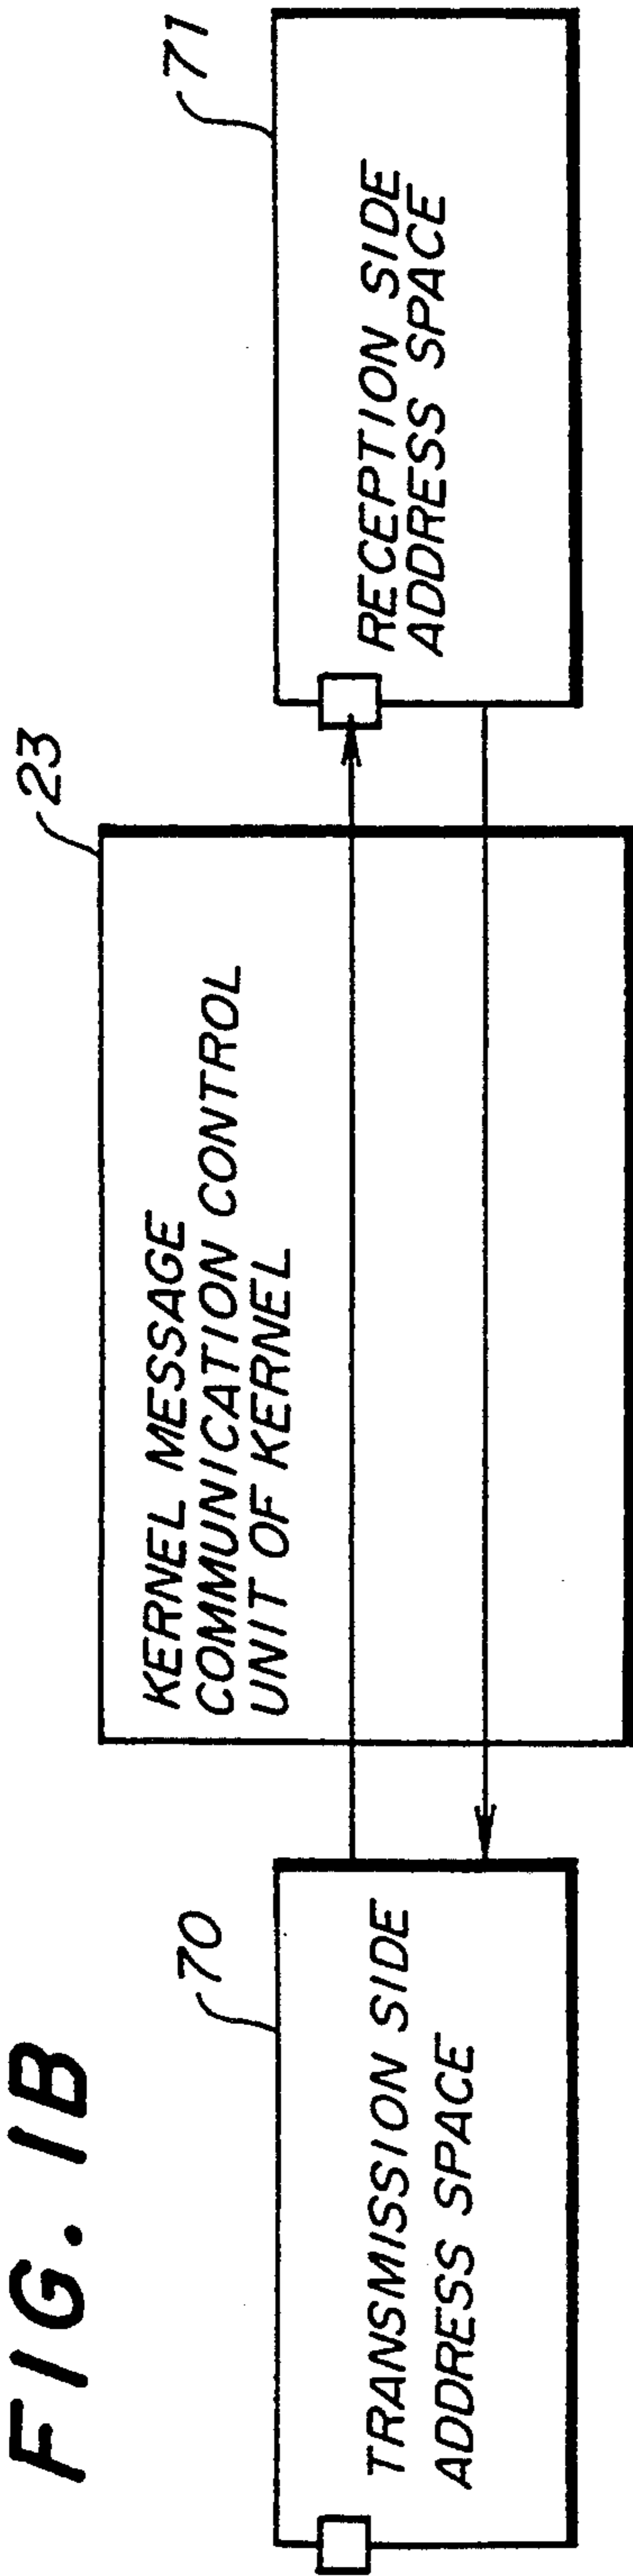 FIG. 1B
70
TRANSMISSION SIDE
ADDRESS SPACE
23
KERNEL MESSAGE
COMMUNICATION CONTROL
UNIT OF KERNEL
71
RECEPTION SIDE
ADDRESS SPACE